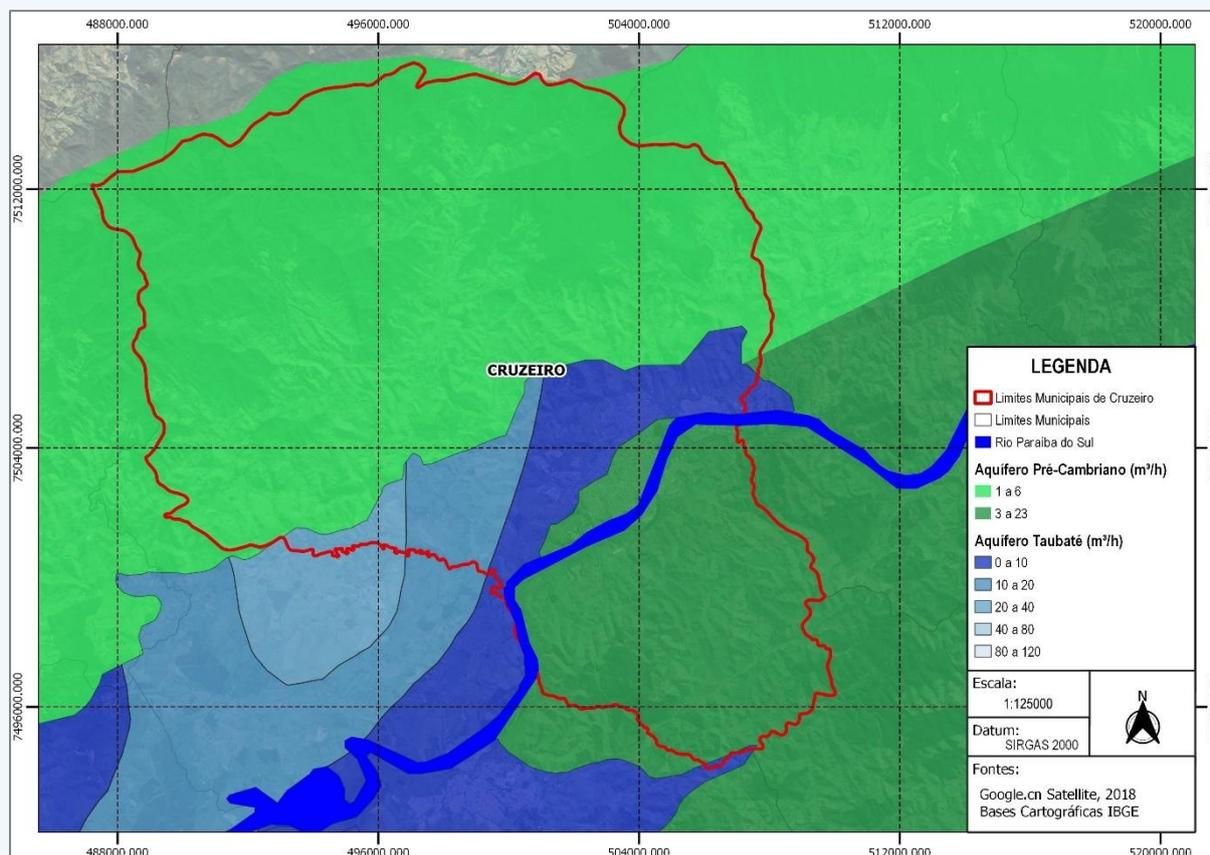 488000.000 496000.000 504000.000 512000.000 520000.000
7512000.000
7504000.000
7496000.000
CRUZEIRO
LEGENDA
Limites Municipais de Cruzeiro
Limites Municipais
Rio Paraíba do Sul
Aquífero Pré-Cambriano (m³/h)
1 a 6
3 a 23
Aquífero Taubaté (m³/h)
0 a 10
10 a 20
20 a 40
40 a 80
80 a 120
Escala:
1:125000
N
Datum:
SIRGAS 2000
Fontes:
Google.cn Satellite, 2018
Bases Cartográficas IBGE
488000.000 496000.000 504000.000 512000.000 520000.000